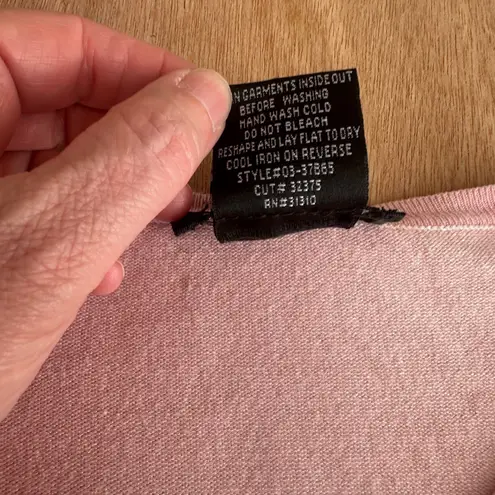 GARMENTS INSIDE OUT
BEFORE WASHING
HAND WASH COLD
DO NOT BLEACH
RESHAPE AND LAY FLAT TO DRY
COOL IRON ON REVERSE
STYLE#03-37B65
CUT# 32375
RN#31310